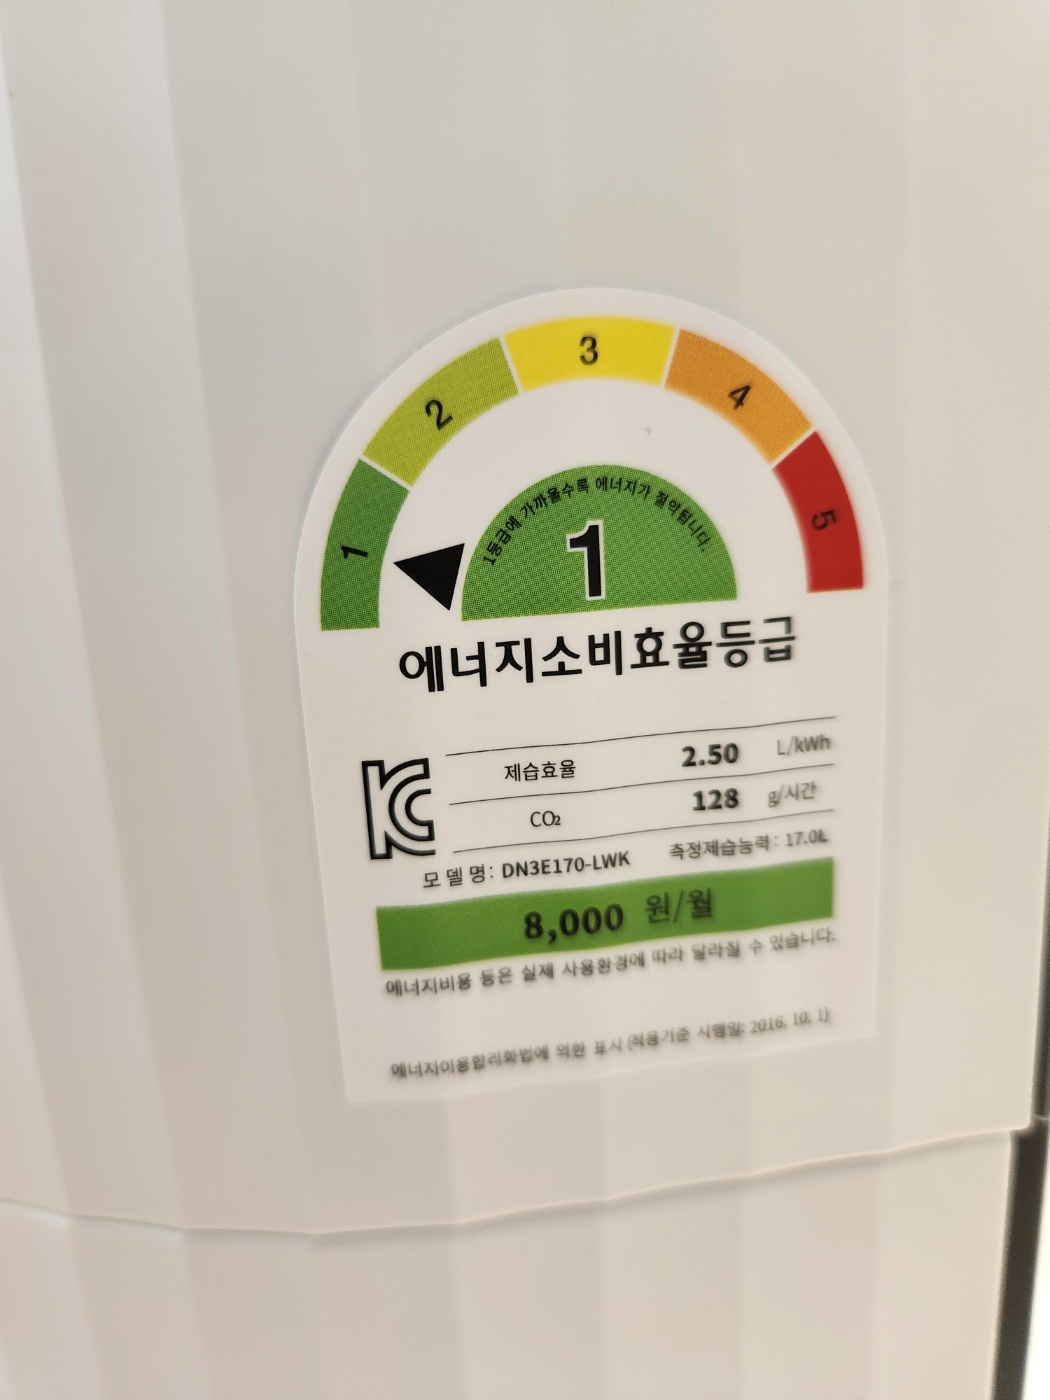 1
2
3
4
5
1등급에 가까울수록 에너지가 절약됩니다.
1
에너지소비효율등급
KC
제습효율 2.50 L/kWh
CO₂ 128 g/시간
모델명: DN3E170-LWK 측정제습능력: 17.0L
8,000 원/월
에너지비용 등은 실제 사용환경에 따라 달라질 수 있습니다.
에너지이용합리화법에 의한 표시 (적용기준 시행일: 2016. 10. 1)